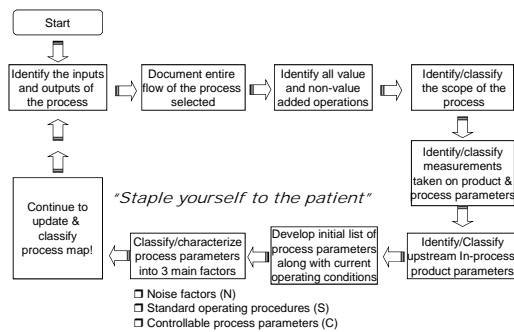 Start
Identify the inputs
and outputs of
the process
Document entire
flow of the process
selected
Identify all value
and non-value
added operations
Identify/classify
the scope of the
process
Identify/classify
measurements
taken on product &
process parameters
Identify/Classify
upstream In-process
product parameters
Develop initial list of
process parameters
along with current
operating conditions
Classify/characterize
process parameters
into 3 main factors
Noise factors (N)
Standard operating procedures (S)
Controllable process parameters (C)
Continue to
update &
classify
process map!
"Staple yourself to the patient"